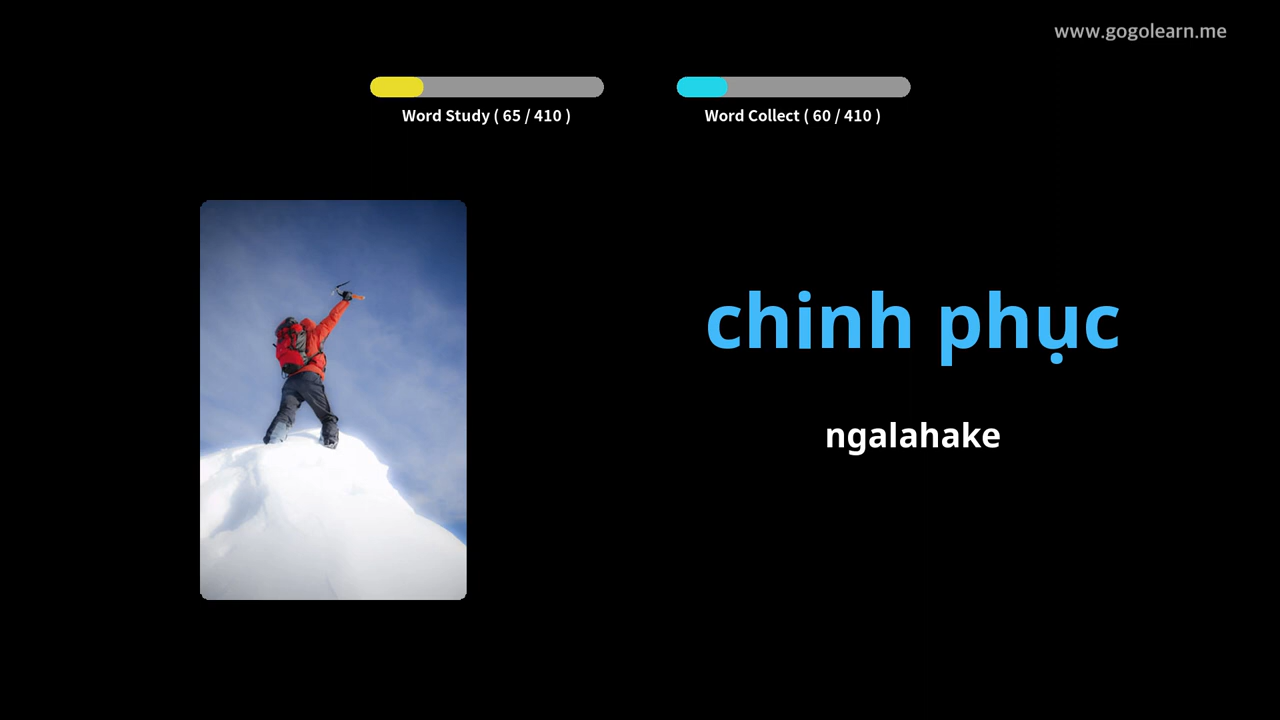 www.gogolearn.me
Word Study ( 65 / 410 )
Word Collect ( 60 / 410 )
chinh phục
ngalahake